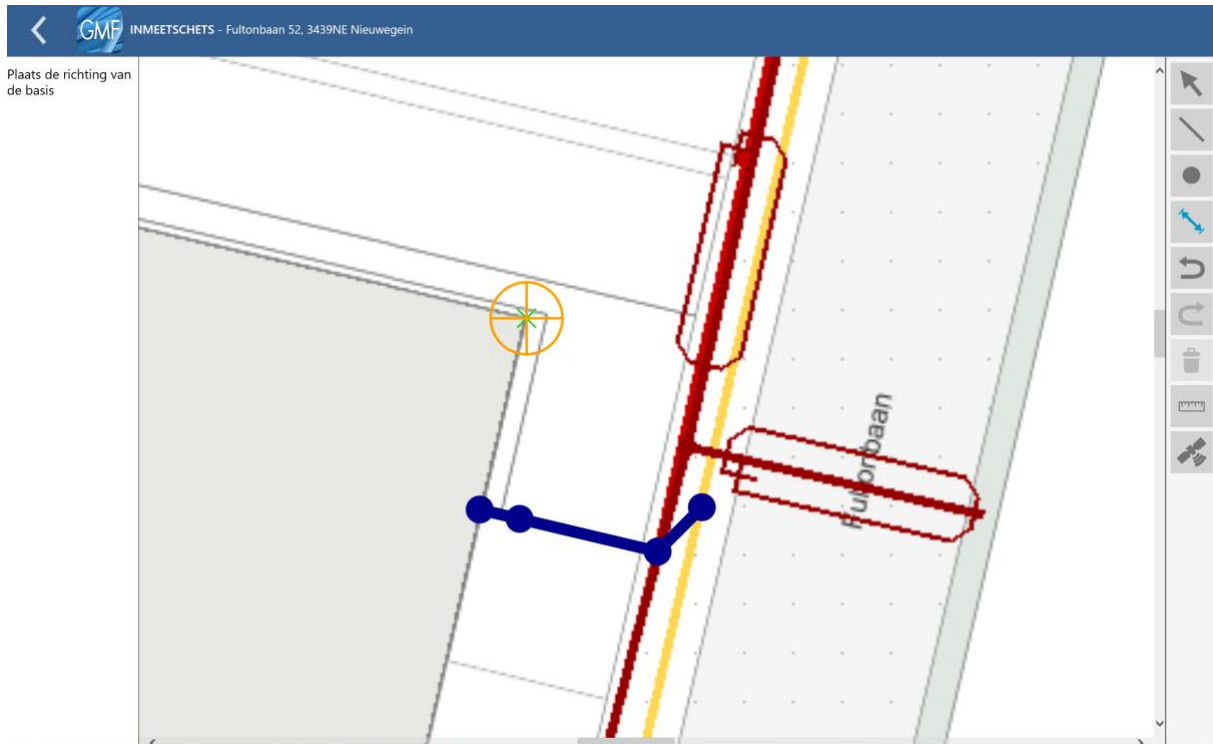 GMF INMEETSCHETS - Fultonbaan 52, 3439NE Nieuwegein
Plaats de richting van
de basis
Fultonbaan